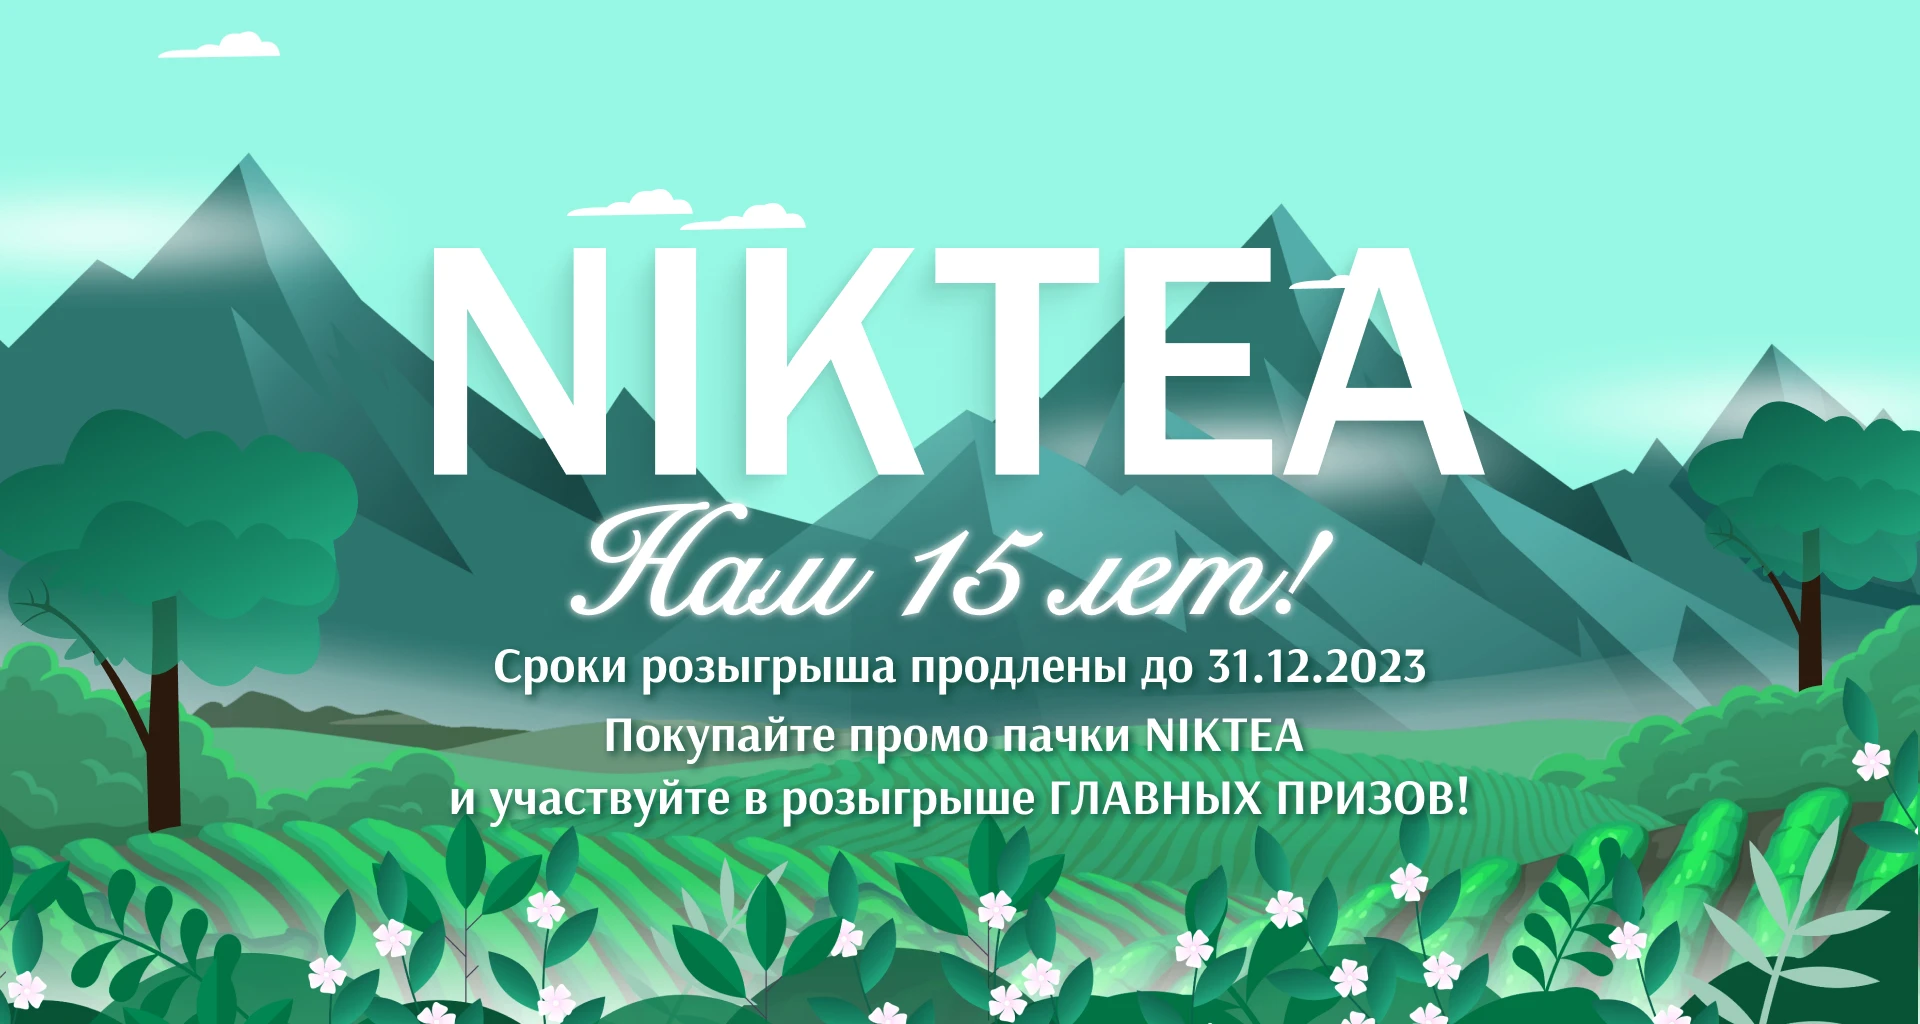 NIKTEA
Нам 15 лет!
Сроки розыгрыша продлены до 31.12.2023
Покупайте промо пачки NIKTEA
и участвуйте в розыгрыше ГЛАВНЫХ ПРИЗОВ!